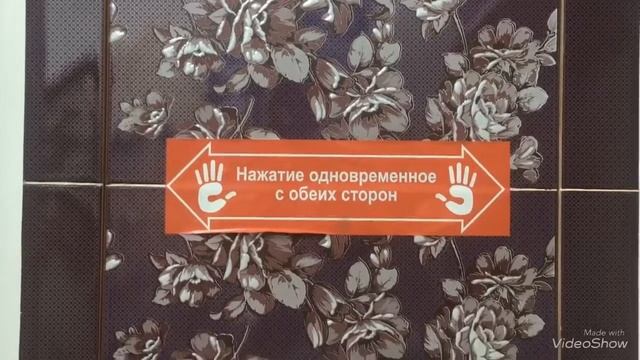 Нажатие одновременное
с обеих сторон
Made with
VideoShow